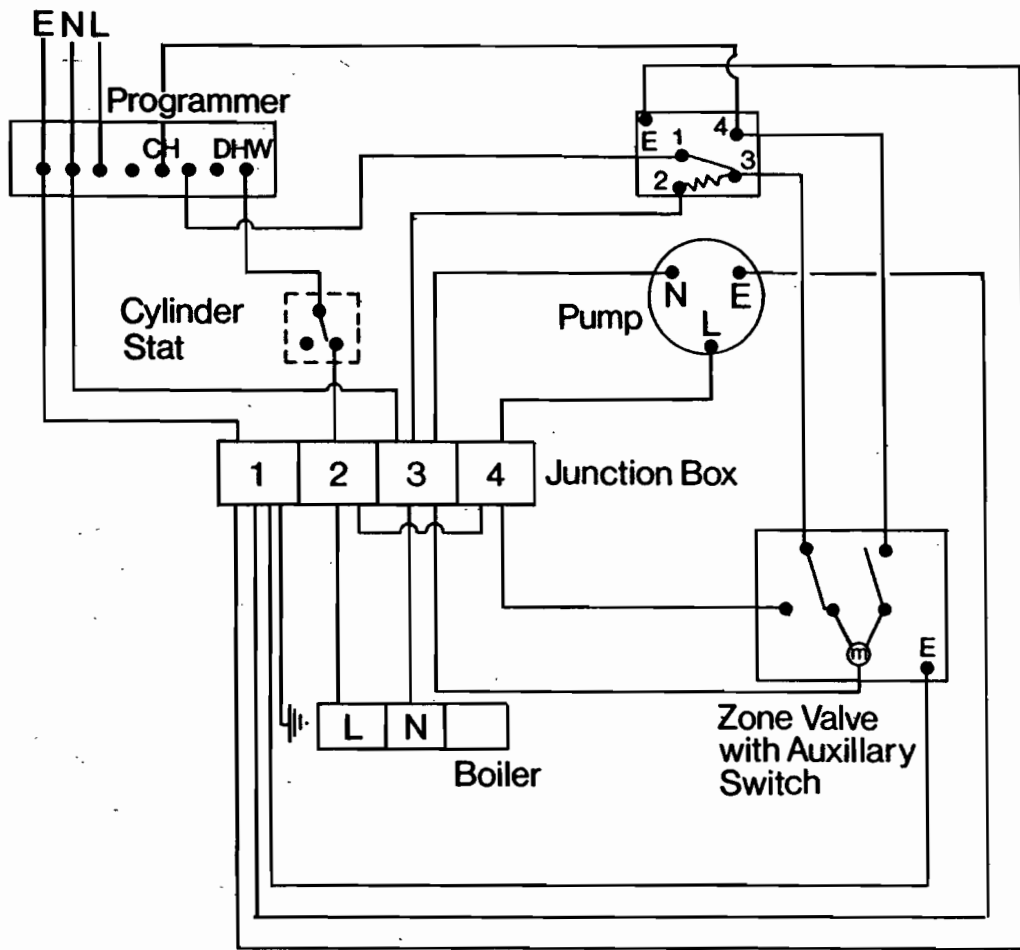 E N L
Programmer
CH DHW
E 4
1
3
2
Cylinder
Stat
Pump
N E
L
1 2 3 4 Junction Box
m E
L N
Boiler
Zone Valve
with Auxillary
Switch